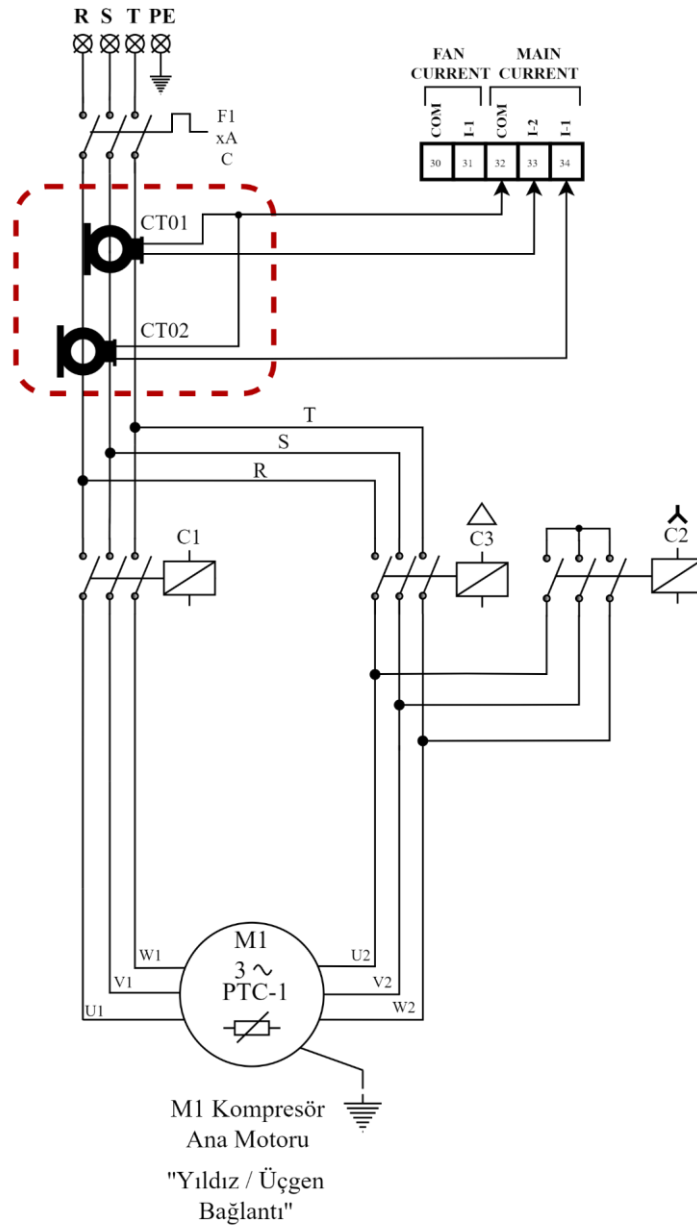 R S T PE
FAN CURRENT
MAIN CURRENT
COM
I-1
COM
I-2
I-1
30
31
32
33
34
F1
xA
C
CT01
CT02
T
S
R
C1
C3
C2
M1
3 ~
PTC-1
W1
V1
U1
U2
V2
W2
M1 Kompresör
Ana Motoru
"Yıldız / Üçgen
Bağlantı"